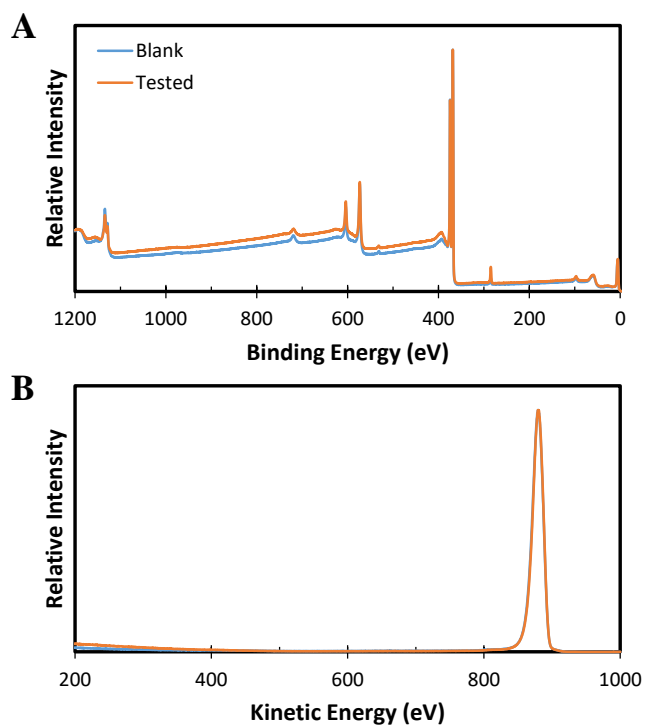 A
Relative Intensity
Blank
Tested
1200 1000 800 600 400 200 0
Binding Energy (eV)
B
Relative Intensity
200 400 600 800 1000
Kinetic Energy (eV)